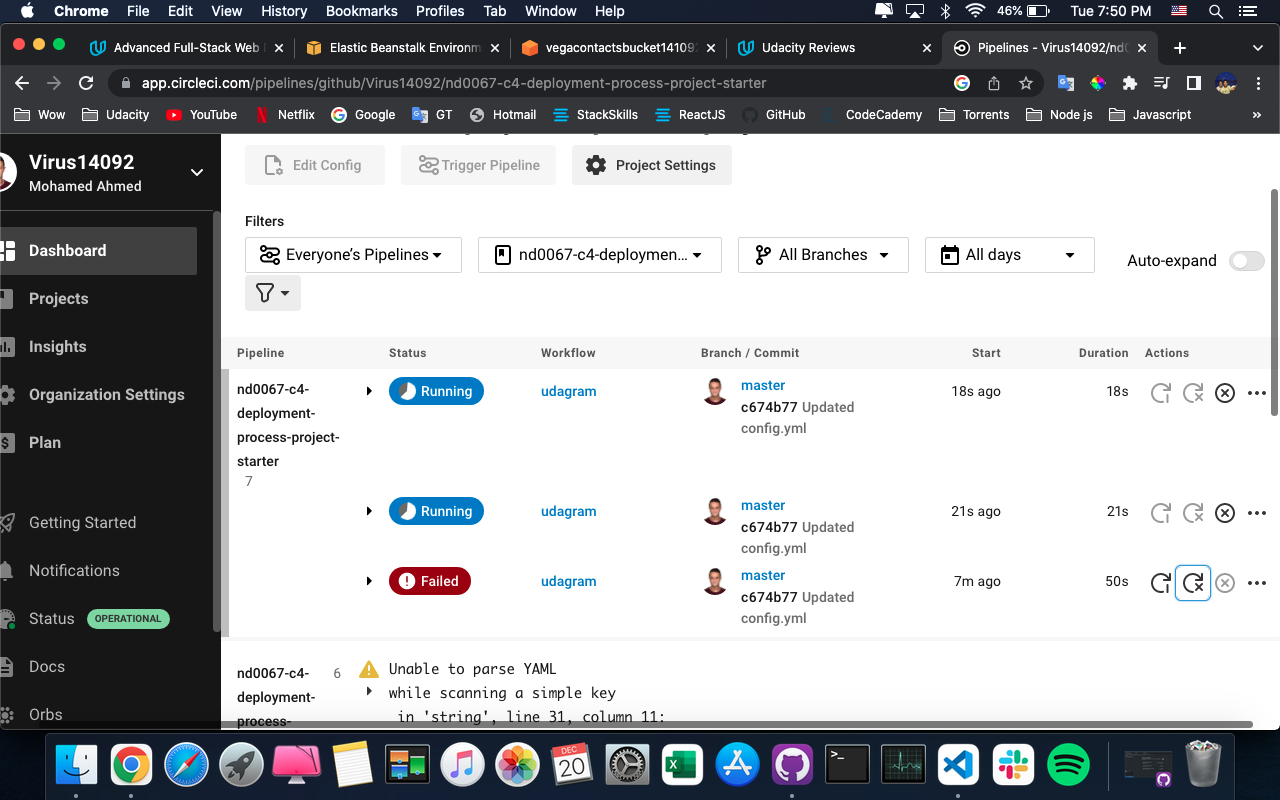 Chrome File Edit View History Bookmarks Profiles Tab Window Help 46% Tue 7:50 PM
Advanced Full-Stack Web Elastic Beanstalk Environm vegacontactsbucket14109 Udacity Reviews Pipelines - Virus14092/nd0
app.circleci.com/pipelines/github/Virus14092/nd0067-c4-deployment-process-project-starter
Wow Udacity YouTube Netflix Google GT Hotmail StackSkills ReactJS GitHub CodeCademy Torrents Node js Javascript »
Virus14092
Mohamed Ahmed
Dashboard
Projects
Insights
Organization Settings
Plan
Getting Started
Notifications
Status OPERATIONAL
Docs
Orbs
Edit Config Trigger Pipeline Project Settings
Filters
Everyone’s Pipelines nd0067-c4-deploymen... All Branches All days Auto-expand
Pipeline Status Workflow Branch / Commit Start Duration Actions
nd0067-c4-
deployment-
process-project-
starter
7
Running udagram master 18s ago 18s
c674b77 Updated
config.yml
Running udagram master 21s ago 21s
c674b77 Updated
config.yml
Failed udagram master 7m ago 50s
c674b77 Updated
config.yml
nd0067-c4- 6 Unable to parse YAML
deployment- while scanning a simple key
process- in 'string', line 31, column 11:
DEC
20